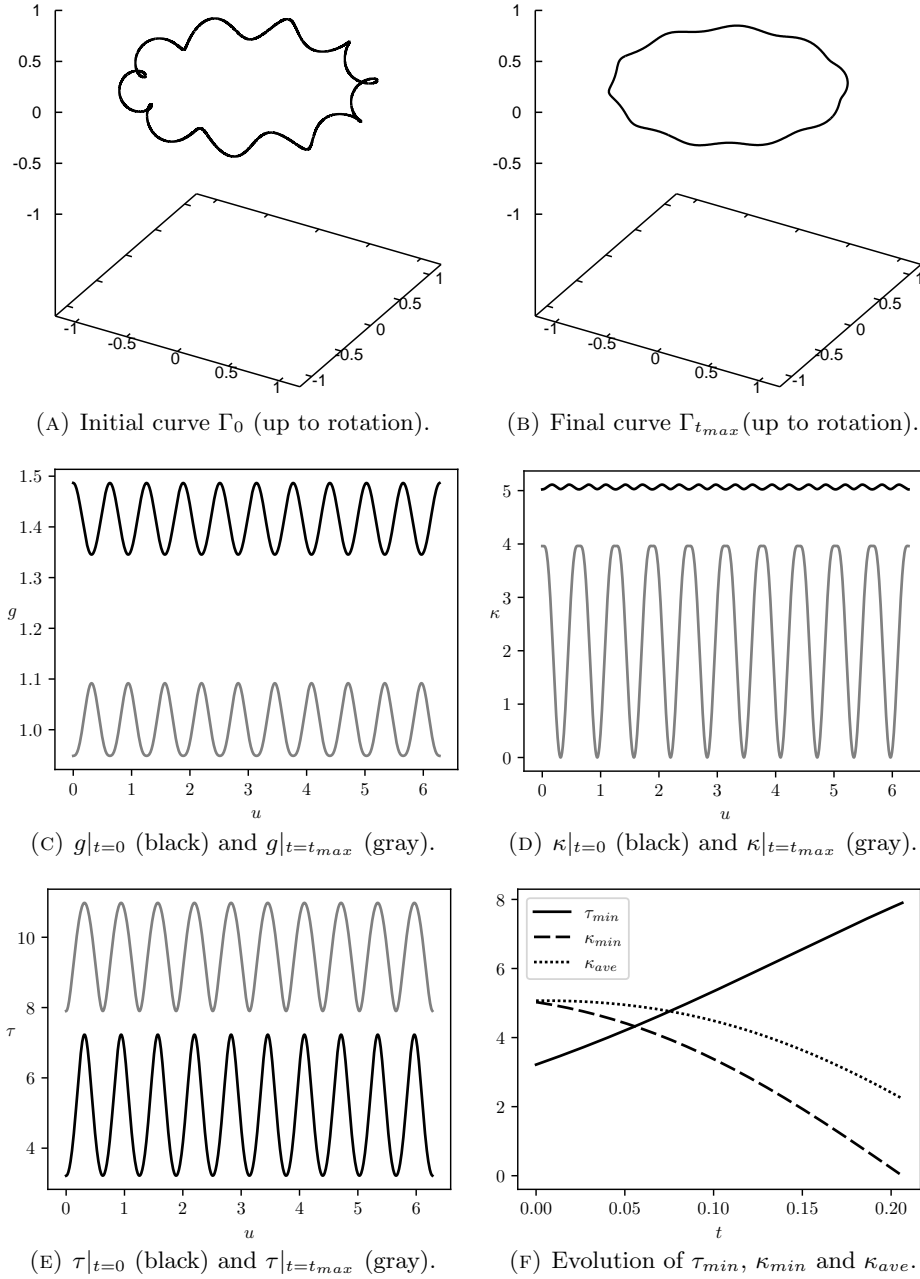 1
0.5
0
-0.5
-1
-1
-0.5
0
0.5
1
-1
-0.5
0
0.5
1
(A) Initial curve Γ₀ (up to rotation).
1
0.5
0
-0.5
-1
-1
-0.5
0
0.5
1
-1
-0.5
0
0.5
1
(B) Final curve Γₜₘₐₓ(up to rotation).
1.5
1.4
1.3
1.2
1.1
1.0
g
0 1 2 3 4 5 6
u
(C) g|ₜ₌₀ (black) and g|ₜ₌ₜₘₐₓ (gray).
5
4
3
2
1
0
κ
0 1 2 3 4 5 6
u
(D) κ|ₜ₌₀ (black) and κ|ₜ₌ₜₘₐₓ (gray).
10
8
6
4
τ
0 1 2 3 4 5 6
u
(E) τ|ₜ₌₀ (black) and τ|ₜ₌ₜₘₐₓ (gray).
8
6
4
2
0
τmin
κmin
κave
0.00 0.05 0.10 0.15 0.20
t
(F) Evolution of τmin, κmin and κave.